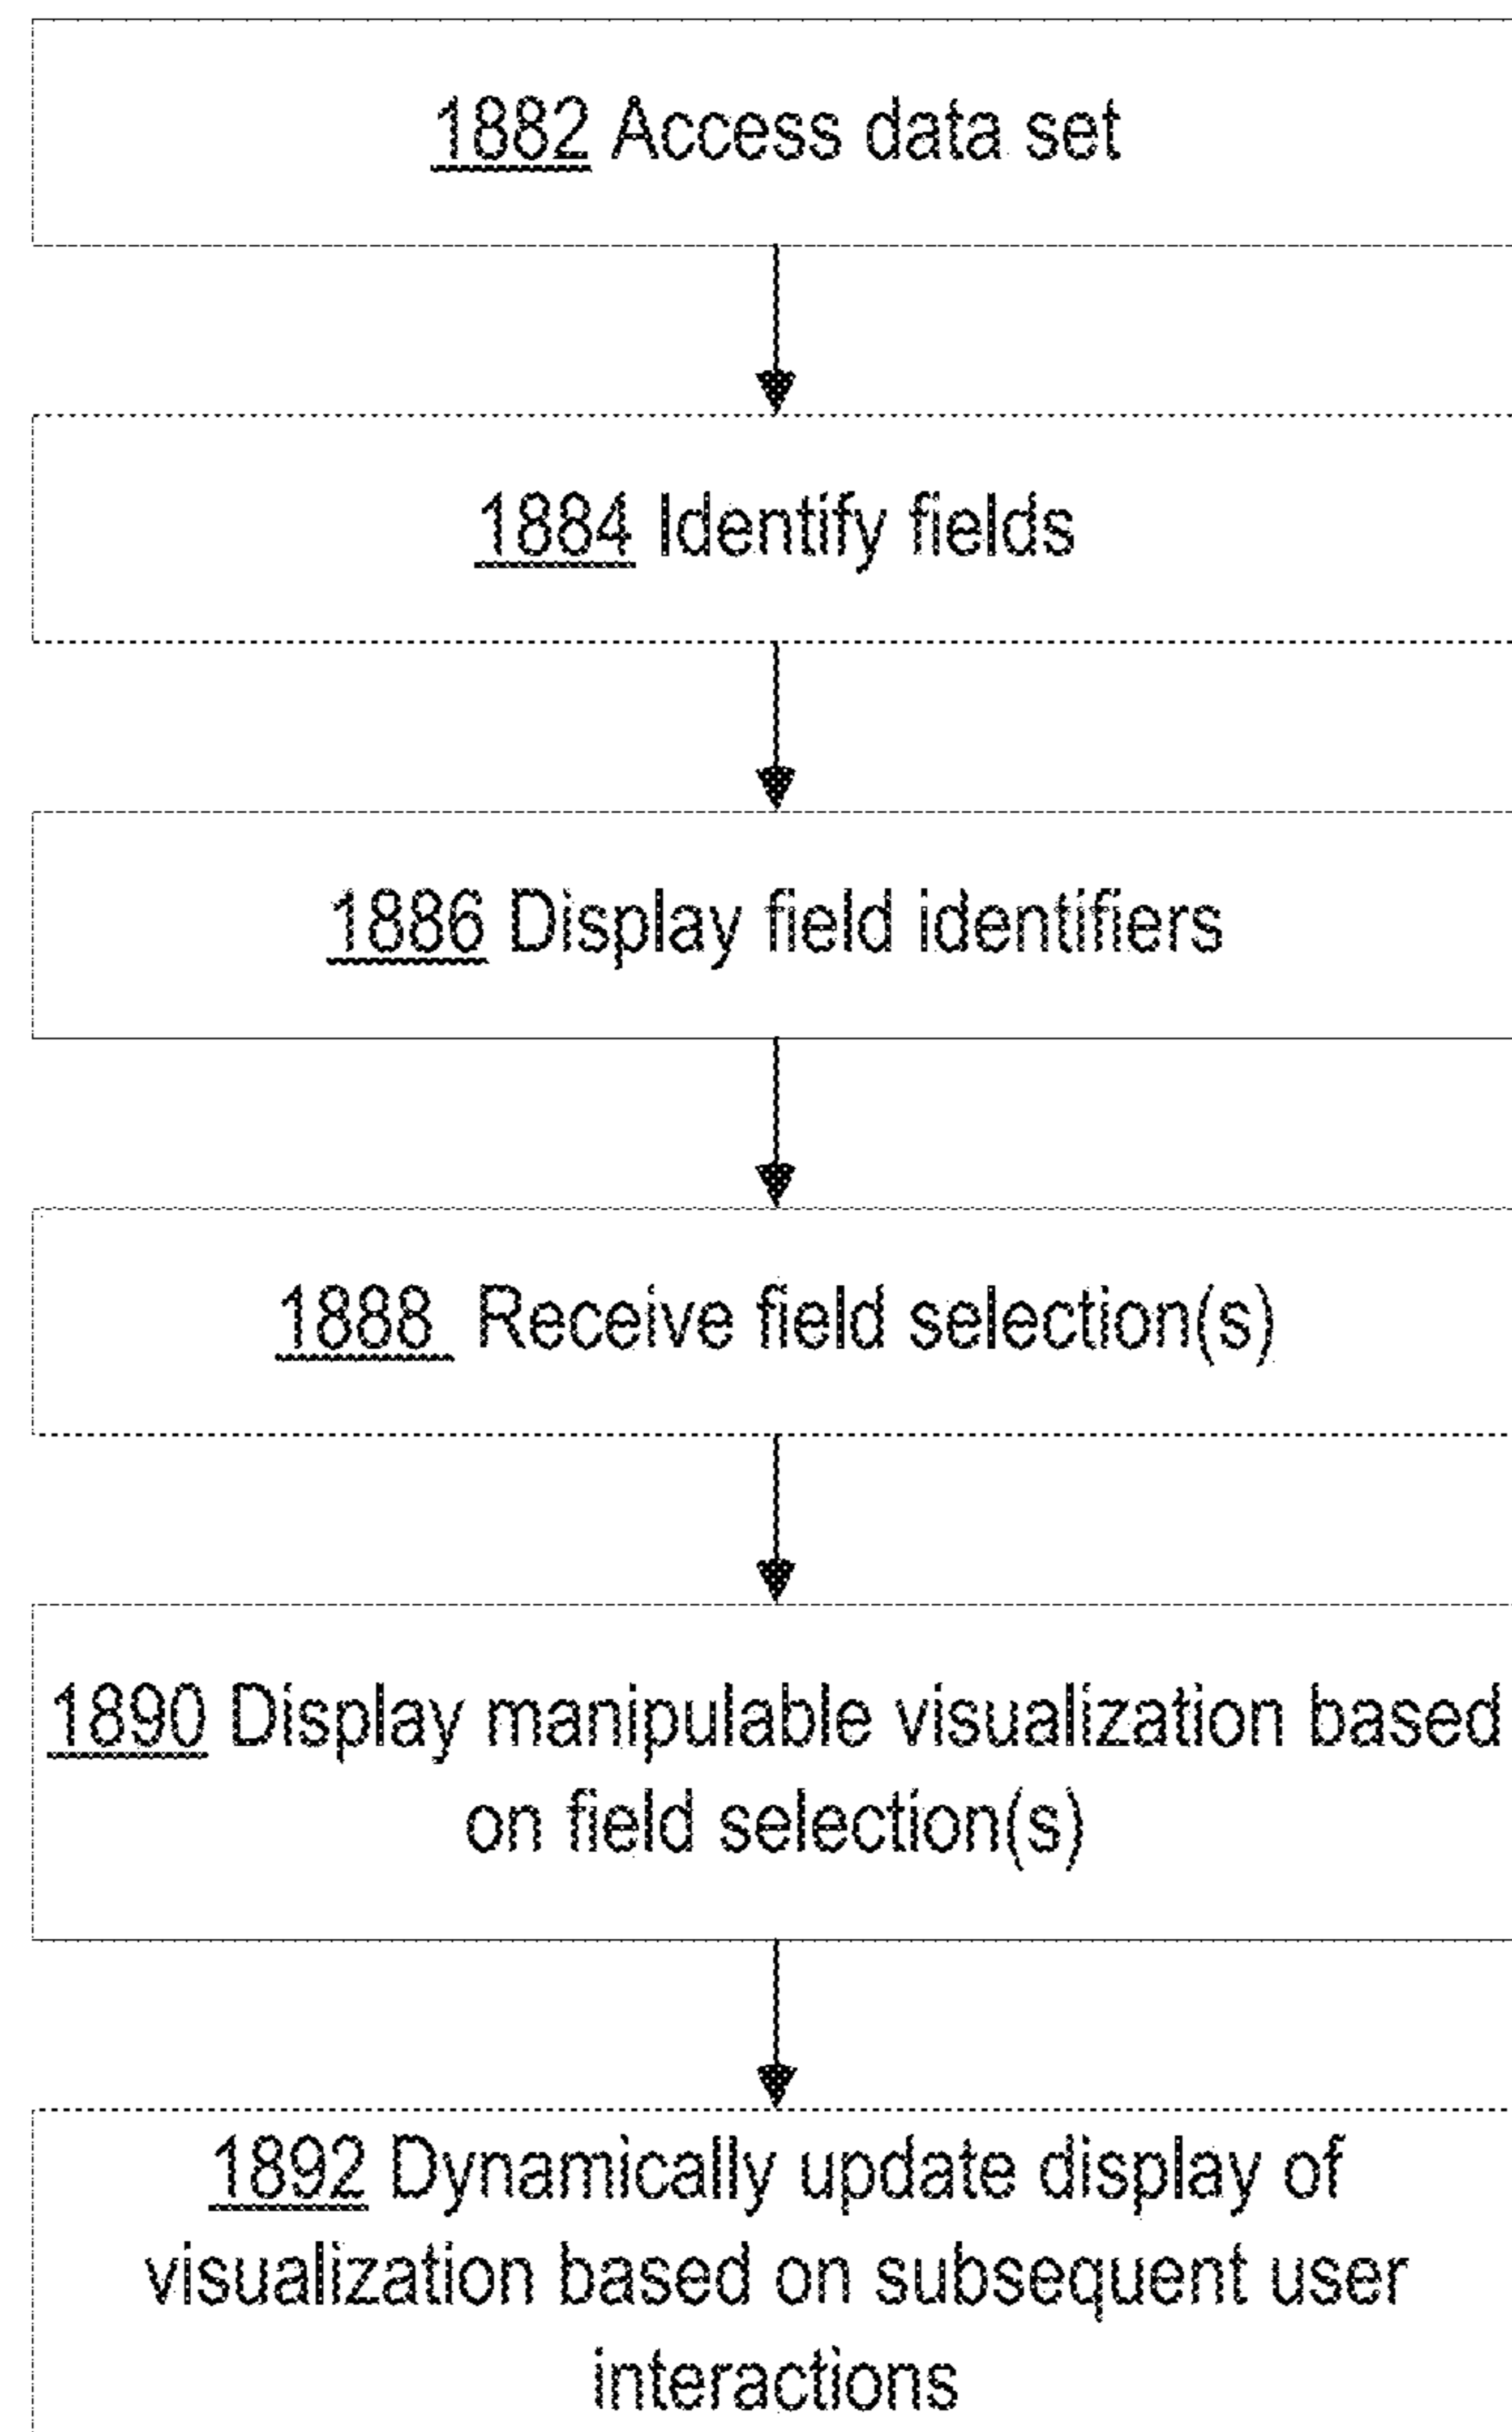 1882 Access data set
1884 Identify fields
1886 Display field identifiers
1888 Receive field selection(s)
1890 Display manipulable visualization based
on field selection(s)
1892 Dynamically update display of
visualization based on subsequent user
interactions